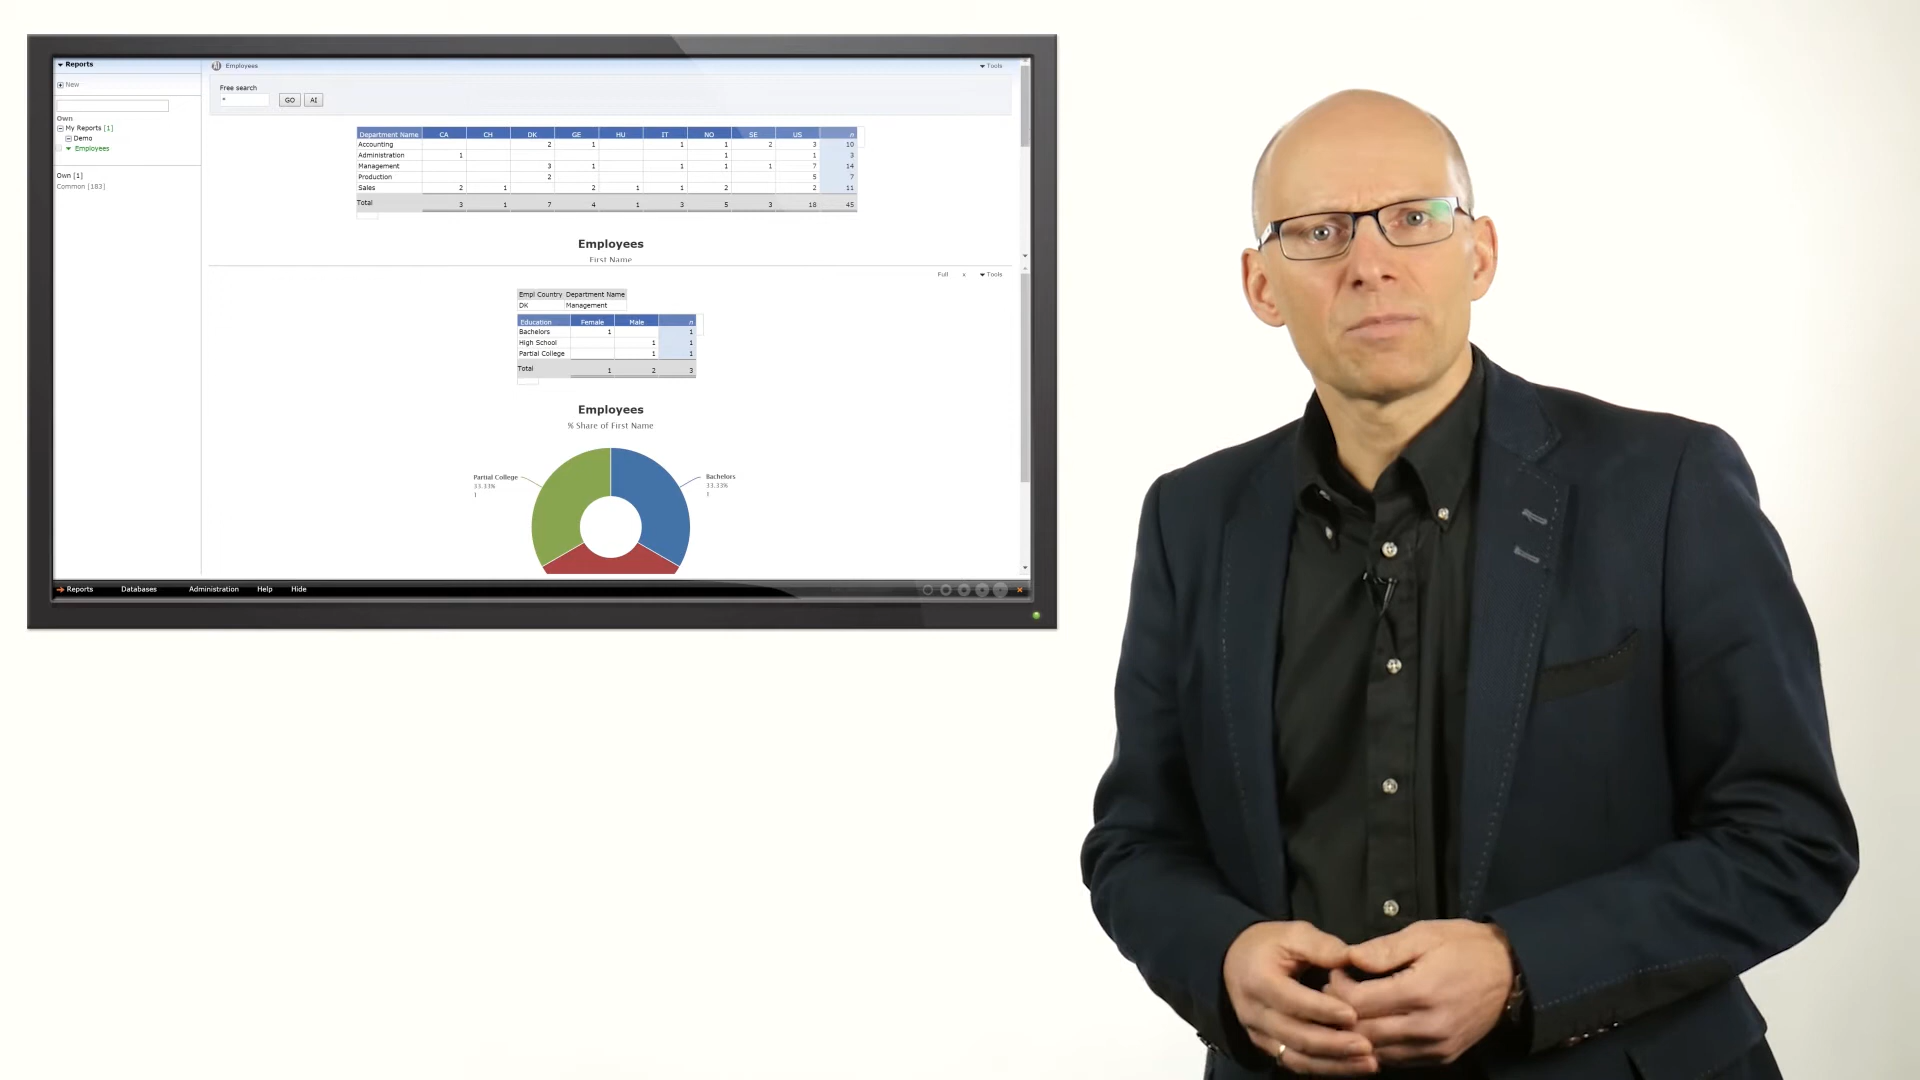 Reports
New
Own
My Reports [1]
Demo
Employees
Own [1]
Common [183]
AI Employees Tools
Free search
* GO AI
Department Name CA CH DK GE HU IT NO SE US n
Accounting 2 1 1 1 2 3 10
Administration 1 1 1 3
Management 3 1 1 1 1 7 14
Production 2 5 7
Sales 2 1 2 1 1 2 2 11
Total 3 1 7 4 1 3 5 3 18 45
Employees
First Name
Full x Tools
Empl Country Department Name
DK Management
Education Female Male n
Bachelors 1 1
High School 1 1
Partial College 1 1
Total 1 2 3
Employees
% Share of First Name
Partial College
33.33%
1
Bachelors
33.33%
1
Reports Databases Administration Help Hide